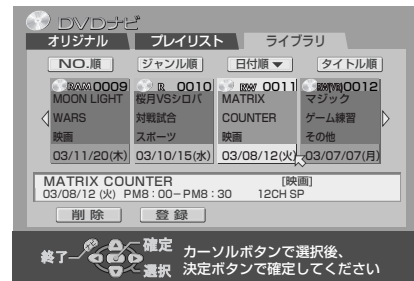 DVDナビ
オリジナル プレイリスト ライブラリ
NO.順 ジャンル順 日付順▼ タイトル順
RAM 0009 R 0010 RW 0011 0012
MOON LIGHT 桜月VSシロバ MATRIX マジック
WARS 対戦試合 COUNTER ゲーム練習
映画 スポーツ 映画 その他
03/11/20(木) 03/10/15(水) 03/08/12(火) 03/07/07(月)
MATRIX COUNTER [映画]
03/08/12 (火) PM8:00-PM8:30 12CH SP
削除 登録
終了 確定 カーソルボタンで選択後、
選択 決定ボタンで確定してください